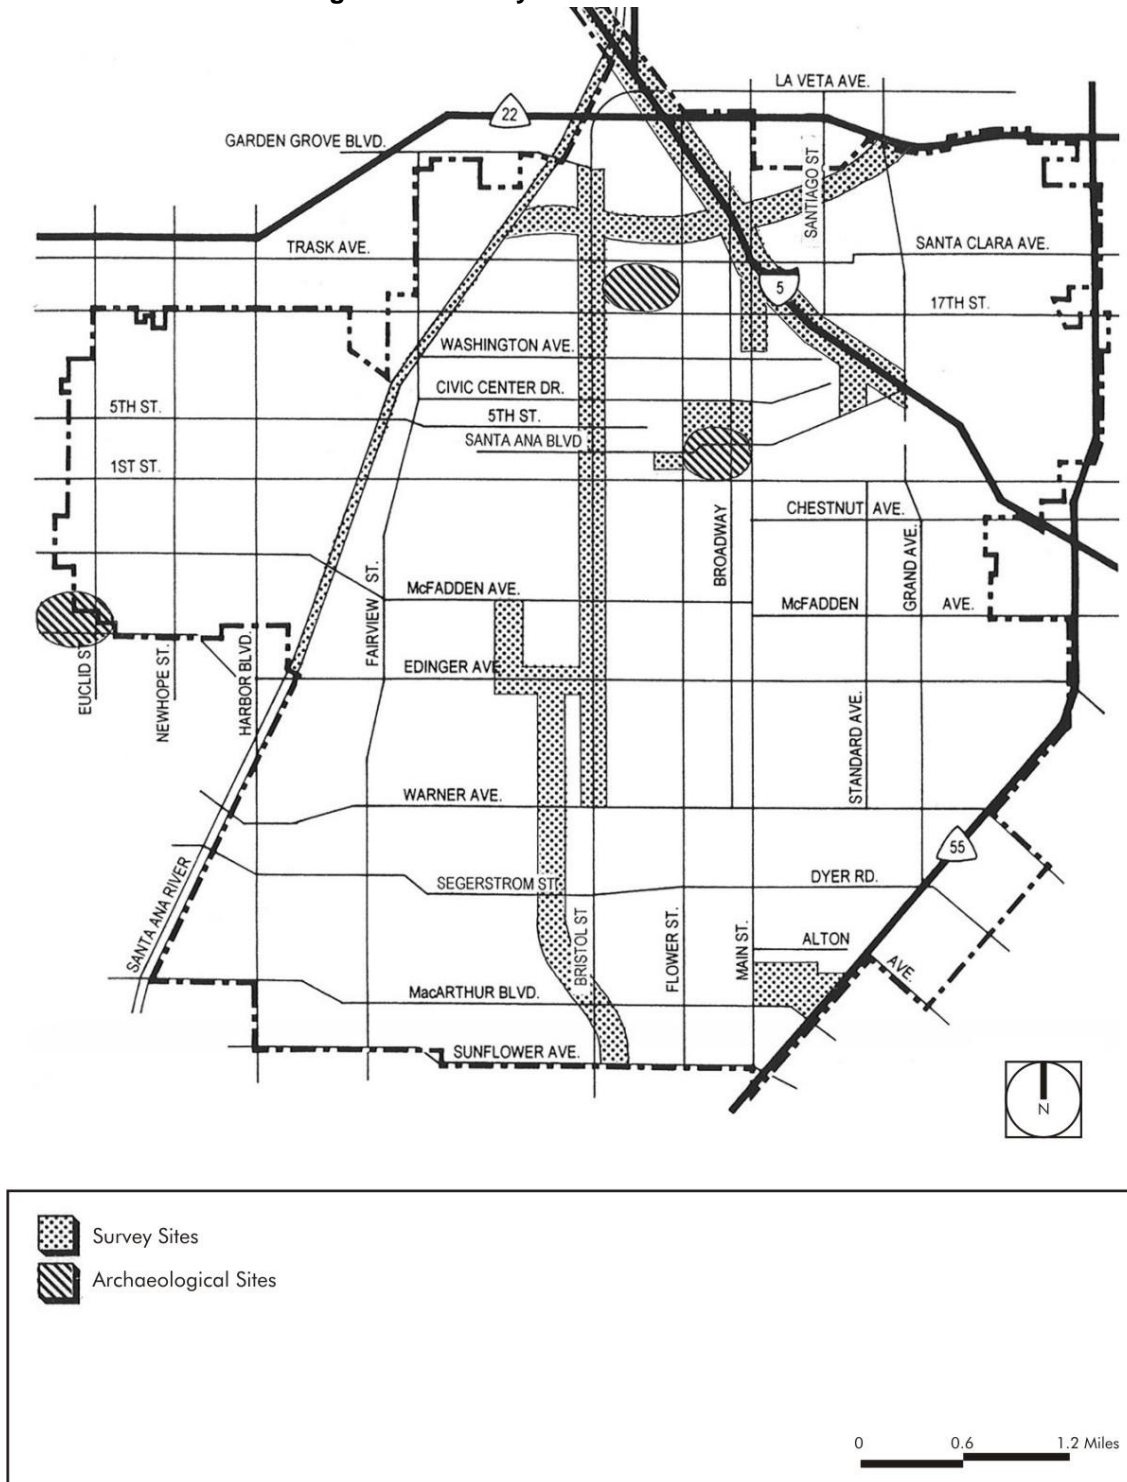 LA VETA AVE.
22
GARDEN GROVE BLVD.
SANTIAGO ST
TRASK AVE.
SANTA CLARA AVE.
5
17TH ST.
WASHINGTON AVE.
CIVIC CENTER DR.
5TH ST.
5TH ST.
SANTA ANA BLVD
1ST ST.
CHESTNUT AVE.
BROADWAY
GRAND AVE.
FAIRVIEW ST.
McFADDEN AVE.
McFADDEN AVE.
EDINGER AVE
EUCLID S
NEWHOPE ST.
HARBOR BLVD.
STANDARD AVE.
WARNER AVE.
55
SANTA ANA RIVER
SEGERSTROM ST.
DYER RD.
BRISTOL ST
FLOWER ST.
MAIN ST.
ALTON
AVE.
MacARTHUR BLVD.
SUNFLOWER AVE.
N
Survey Sites
Archaeological Sites
0 0.6 1.2 Miles